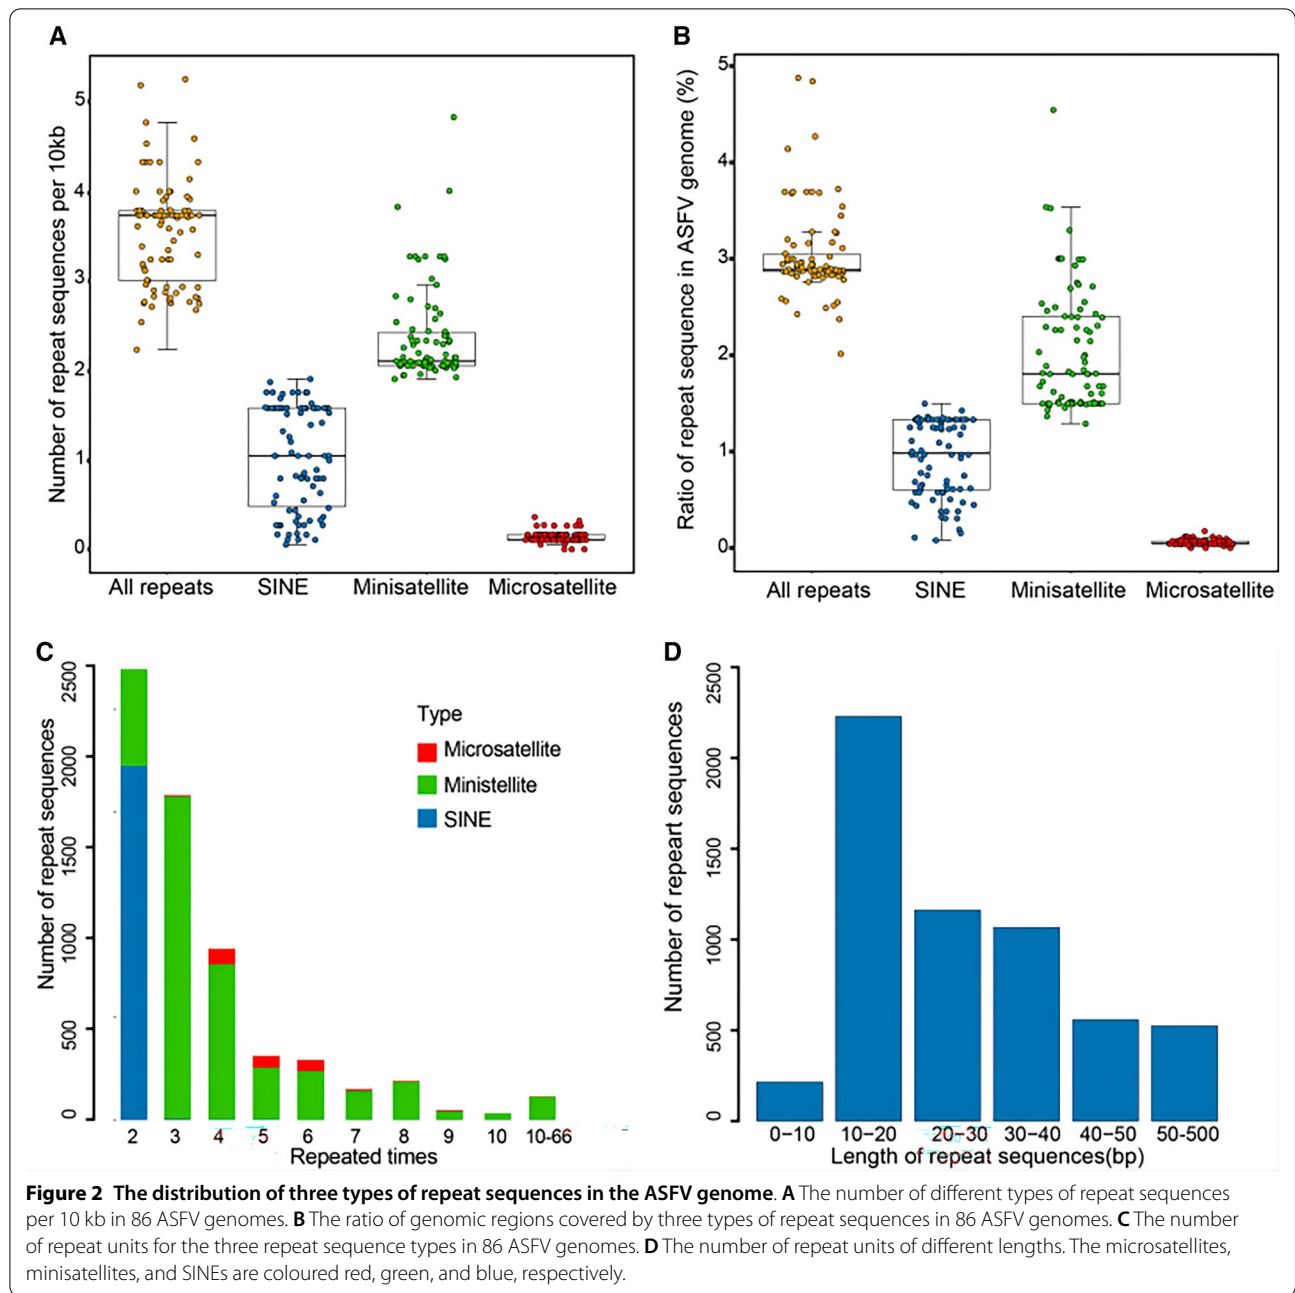 A
Number of repeat sequences per 10kb
5
4
3
2
1
0
All repeats SINE Minisatellite Microsatellite
B
Ratio of repeat sequence in ASFV genome (%)
5
4
3
2
1
0
All repeats SINE Minisatellite Microsatellite
C
Number of repeat sequences
2500
2000
1500
1000
500
0
Type
Microsatellite
Ministellite
SINE
2 3 4 5 6 7 8 9 10 10-66
Repeated times
D
Number of repeart sequences
2500
2000
1500
1000
500
0
0−10 10−20 20−30 30−40 40−50 50-500
Length of repeat sequences(bp)
Figure 2 The distribution of three types of repeat sequences in the ASFV genome. A The number of different types of repeat sequences
per 10 kb in 86 ASFV genomes. B The ratio of genomic regions covered by three types of repeat sequences in 86 ASFV genomes. C The number
of repeat units for the three repeat sequence types in 86 ASFV genomes. D The number of repeat units of different lengths. The microsatellites,
minisatellites, and SINEs are coloured red, green, and blue, respectively.